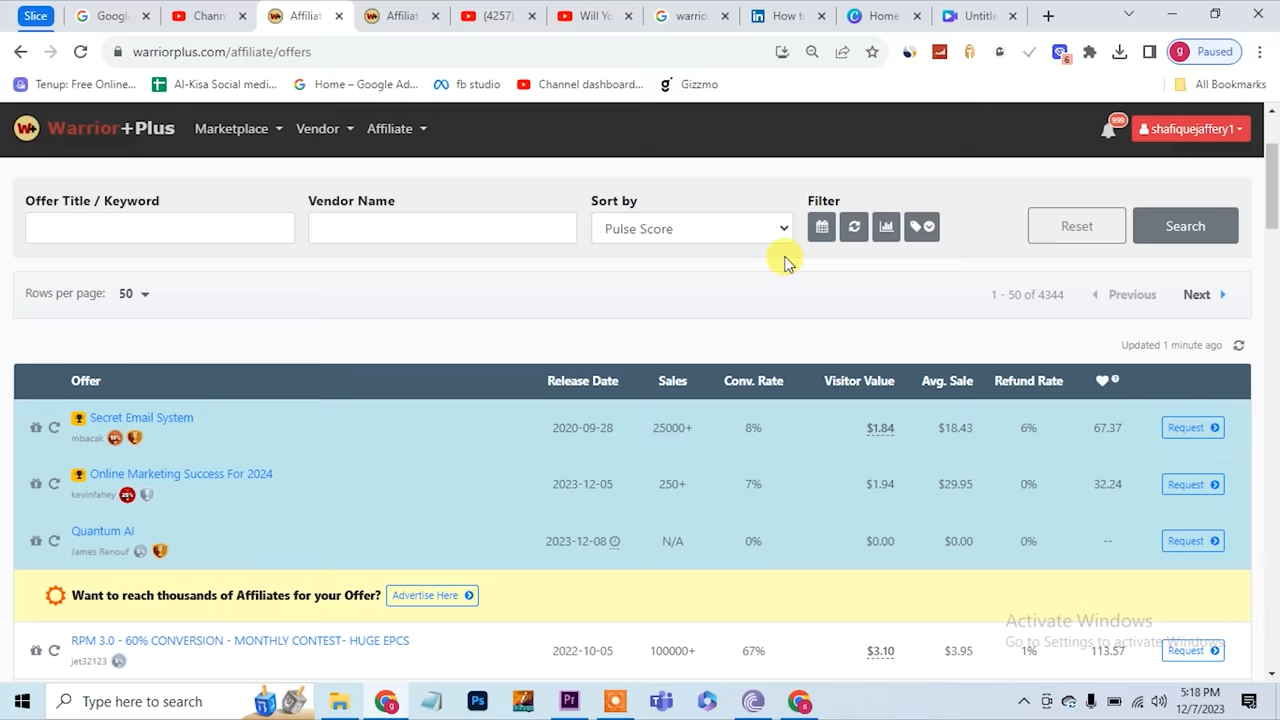 Slice
Googl
Chann
Affiliat
Affiliat
(4257)
Will Yo
warrio
How to
Home
Untitle
warriorplus.com/affiliate/offers
6
g Paused
Tenup: Free Online...
Al-Kisa Social medi...
Home – Google Ad...
fb studio
Channel dashboard...
Gizzmo
All Bookmarks
W+ Warrior+Plus
Marketplace
Vendor
Affiliate
999
shafiquejaffery1
Offer Title / Keyword
Vendor Name
Sort by
Filter
Pulse Score
Reset
Search
Rows per page: 50
1 - 50 of 4344
Previous
Next
Updated 1 minute ago
Offer Release Date Sales Conv. Rate Visitor Value Avg. Sale Refund Rate
Secret Email System
mbacak
2020-09-28 25000+ 8% $1.84 $18.43 6% 67.37 Request
Online Marketing Success For 2024
kevinfahey
2023-12-05 250+ 7% $1.94 $29.95 0% 32.24 Request
Quantum AI
James Renouf
2023-12-08 N/A 0% $0.00 $0.00 0% -- Request
Want to reach thousands of Affiliates for your Offer? Advertise Here
RPM 3.0 - 60% CONVERSION - MONTHLY CONTEST- HUGE EPCS
jet32123
2022-10-05 100000+ 67% $3.10 $3.95 1% 113.57 Request
Activate Windows
Go to Settings to activate Windows.
Type here to search
Ps
Pr
5:18 PM
12/7/2023